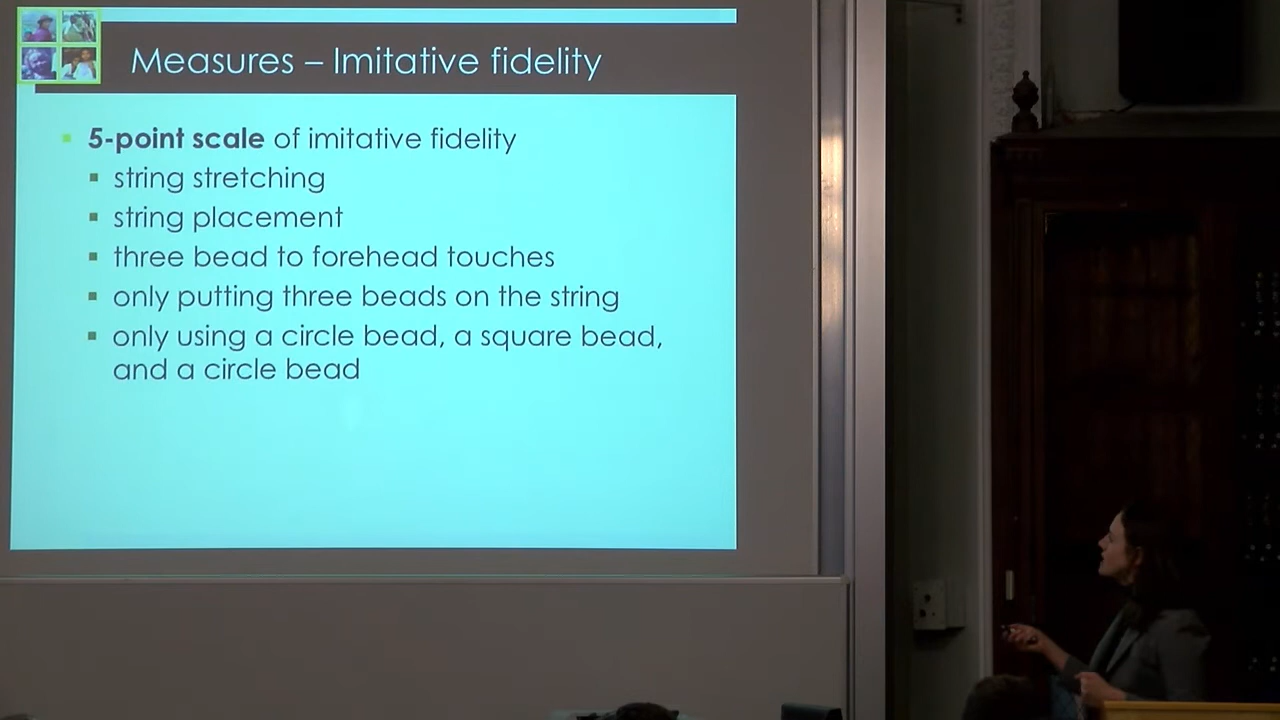 Measures – Imitative fidelity
5-point scale of imitative fidelity
string stretching
string placement
three bead to forehead touches
only putting three beads on the string
only using a circle bead, a square bead,
and a circle bead